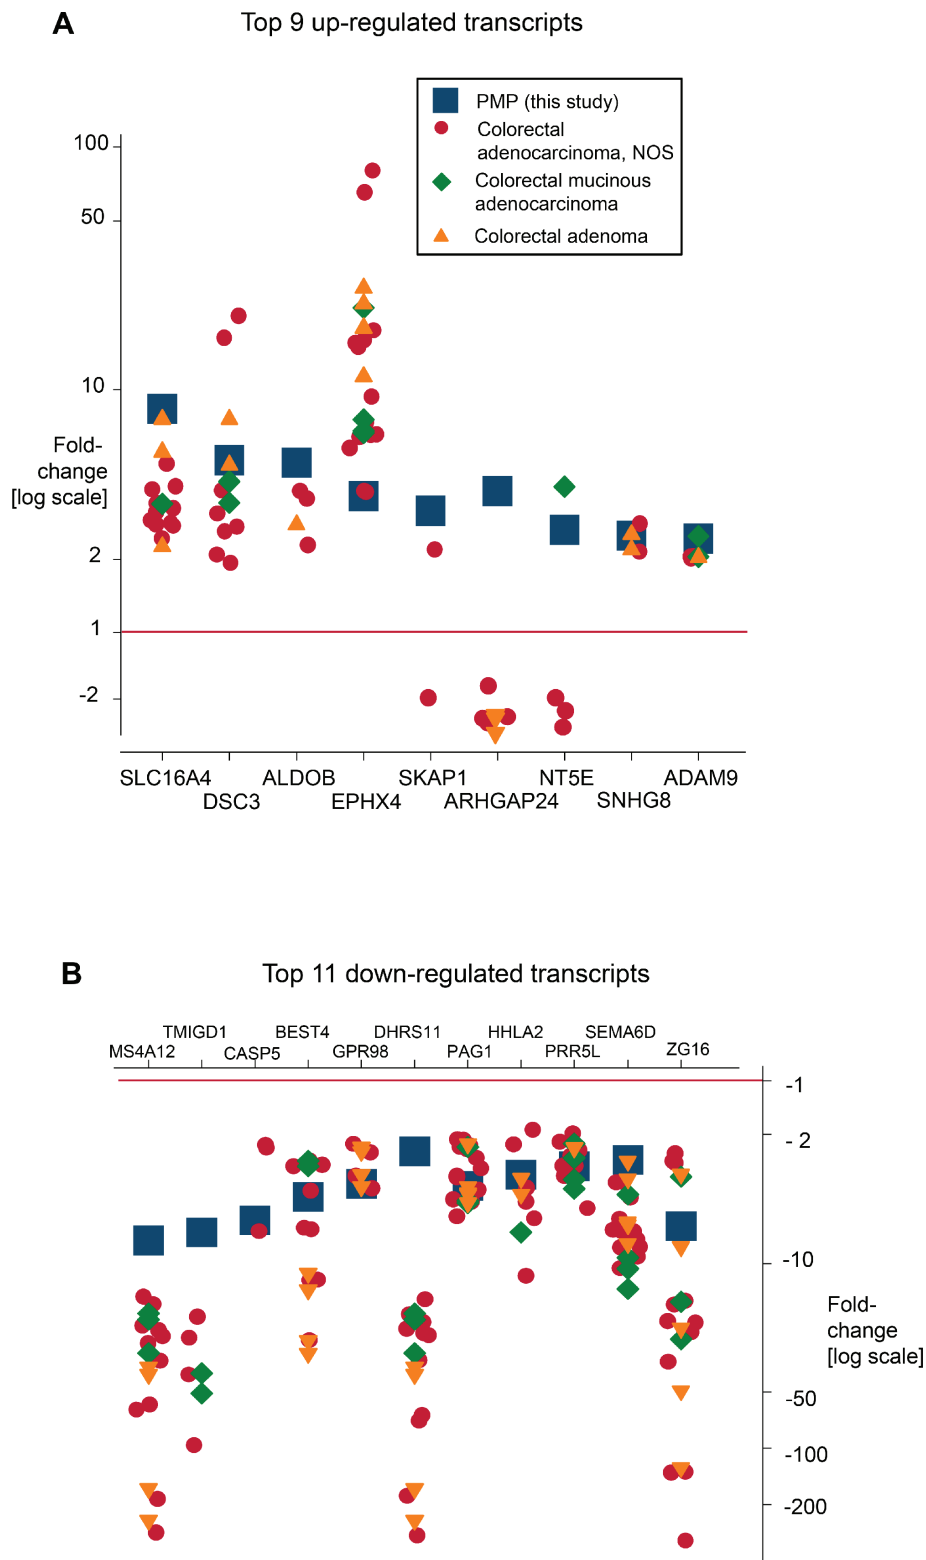 A
Top 9 up-regulated transcripts
PMP (this study)
Colorectal
adenocarcinoma, NOS
Colorectal mucinous
adenocarcinoma
Colorectal adenoma
100
50
10
Fold-
change
[log scale]
2
1
-2
SLC16A4
ALDOB
SKAP1
NT5E
ADAM9
DSC3
EPHX4
ARHGAP24
SNHG8
B
Top 11 down-regulated transcripts
TMIGD1
BEST4
DHRS11
HHLA2
SEMA6D
MS4A12
CASP5
GPR98
PAG1
PRR5L
ZG16
-1
- 2
-10
Fold-
change
[log scale]
-50
-100
-200